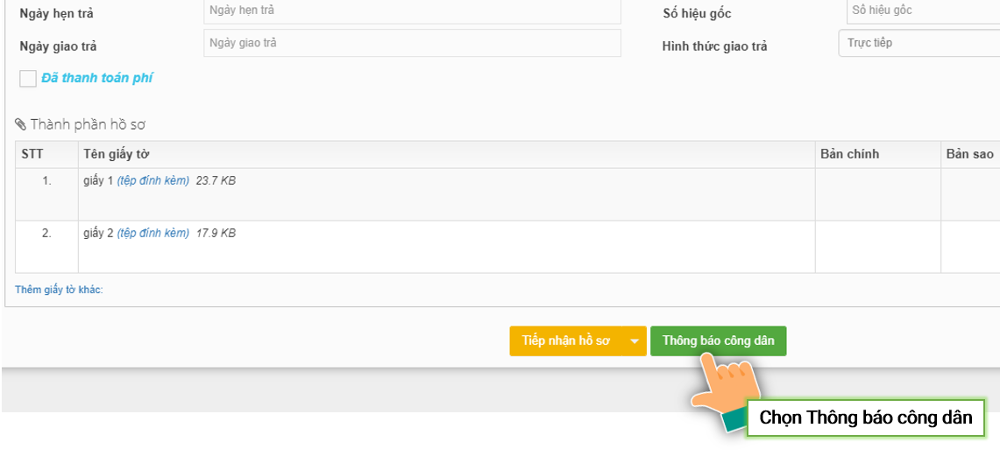 Ngày hẹn trả Ngày hẹn trả Số hiệu gốc Số hiệu gốc
Ngày giao trả Ngày giao trả Hình thức giao trả Trực tiếp
Đã thanh toán phí
Thành phần hồ sơ
STT Tên giấy tờ Bản chính Bản sao
1. giấy 1 (tệp đính kèm) 23.7 KB
2. giấy 2 (tệp đính kèm) 17.9 KB
Thêm giấy tờ khác:
Tiếp nhận hồ sơ Thông báo công dân
Chọn Thông báo công dân